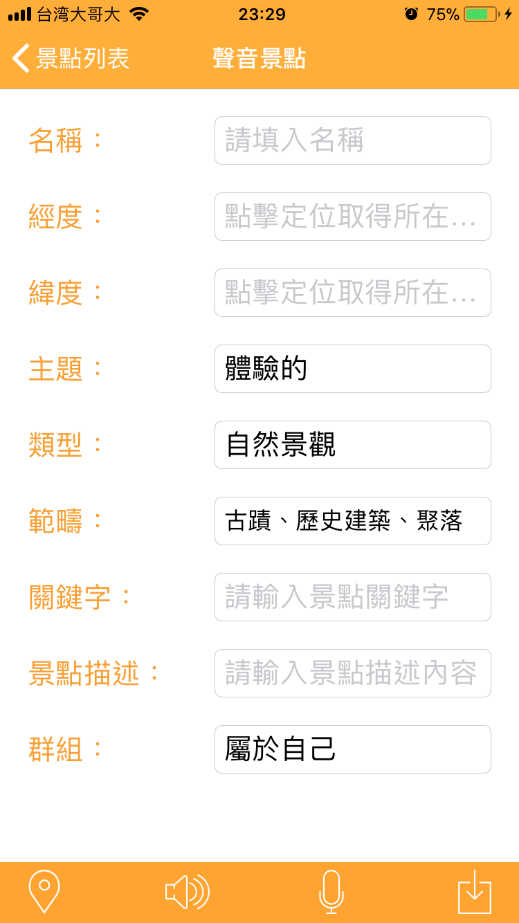 台湾大哥大 23:29 75%
景點列表 聲音景點
名稱： 請填入名稱
經度： 點擊定位取得所在...
緯度： 點擊定位取得所在...
主題： 體驗的
類型： 自然景觀
範疇： 古蹟、歷史建築、聚落
關鍵字： 請輸入景點關鍵字
景點描述： 請輸入景點描述內容
群組： 屬於自己